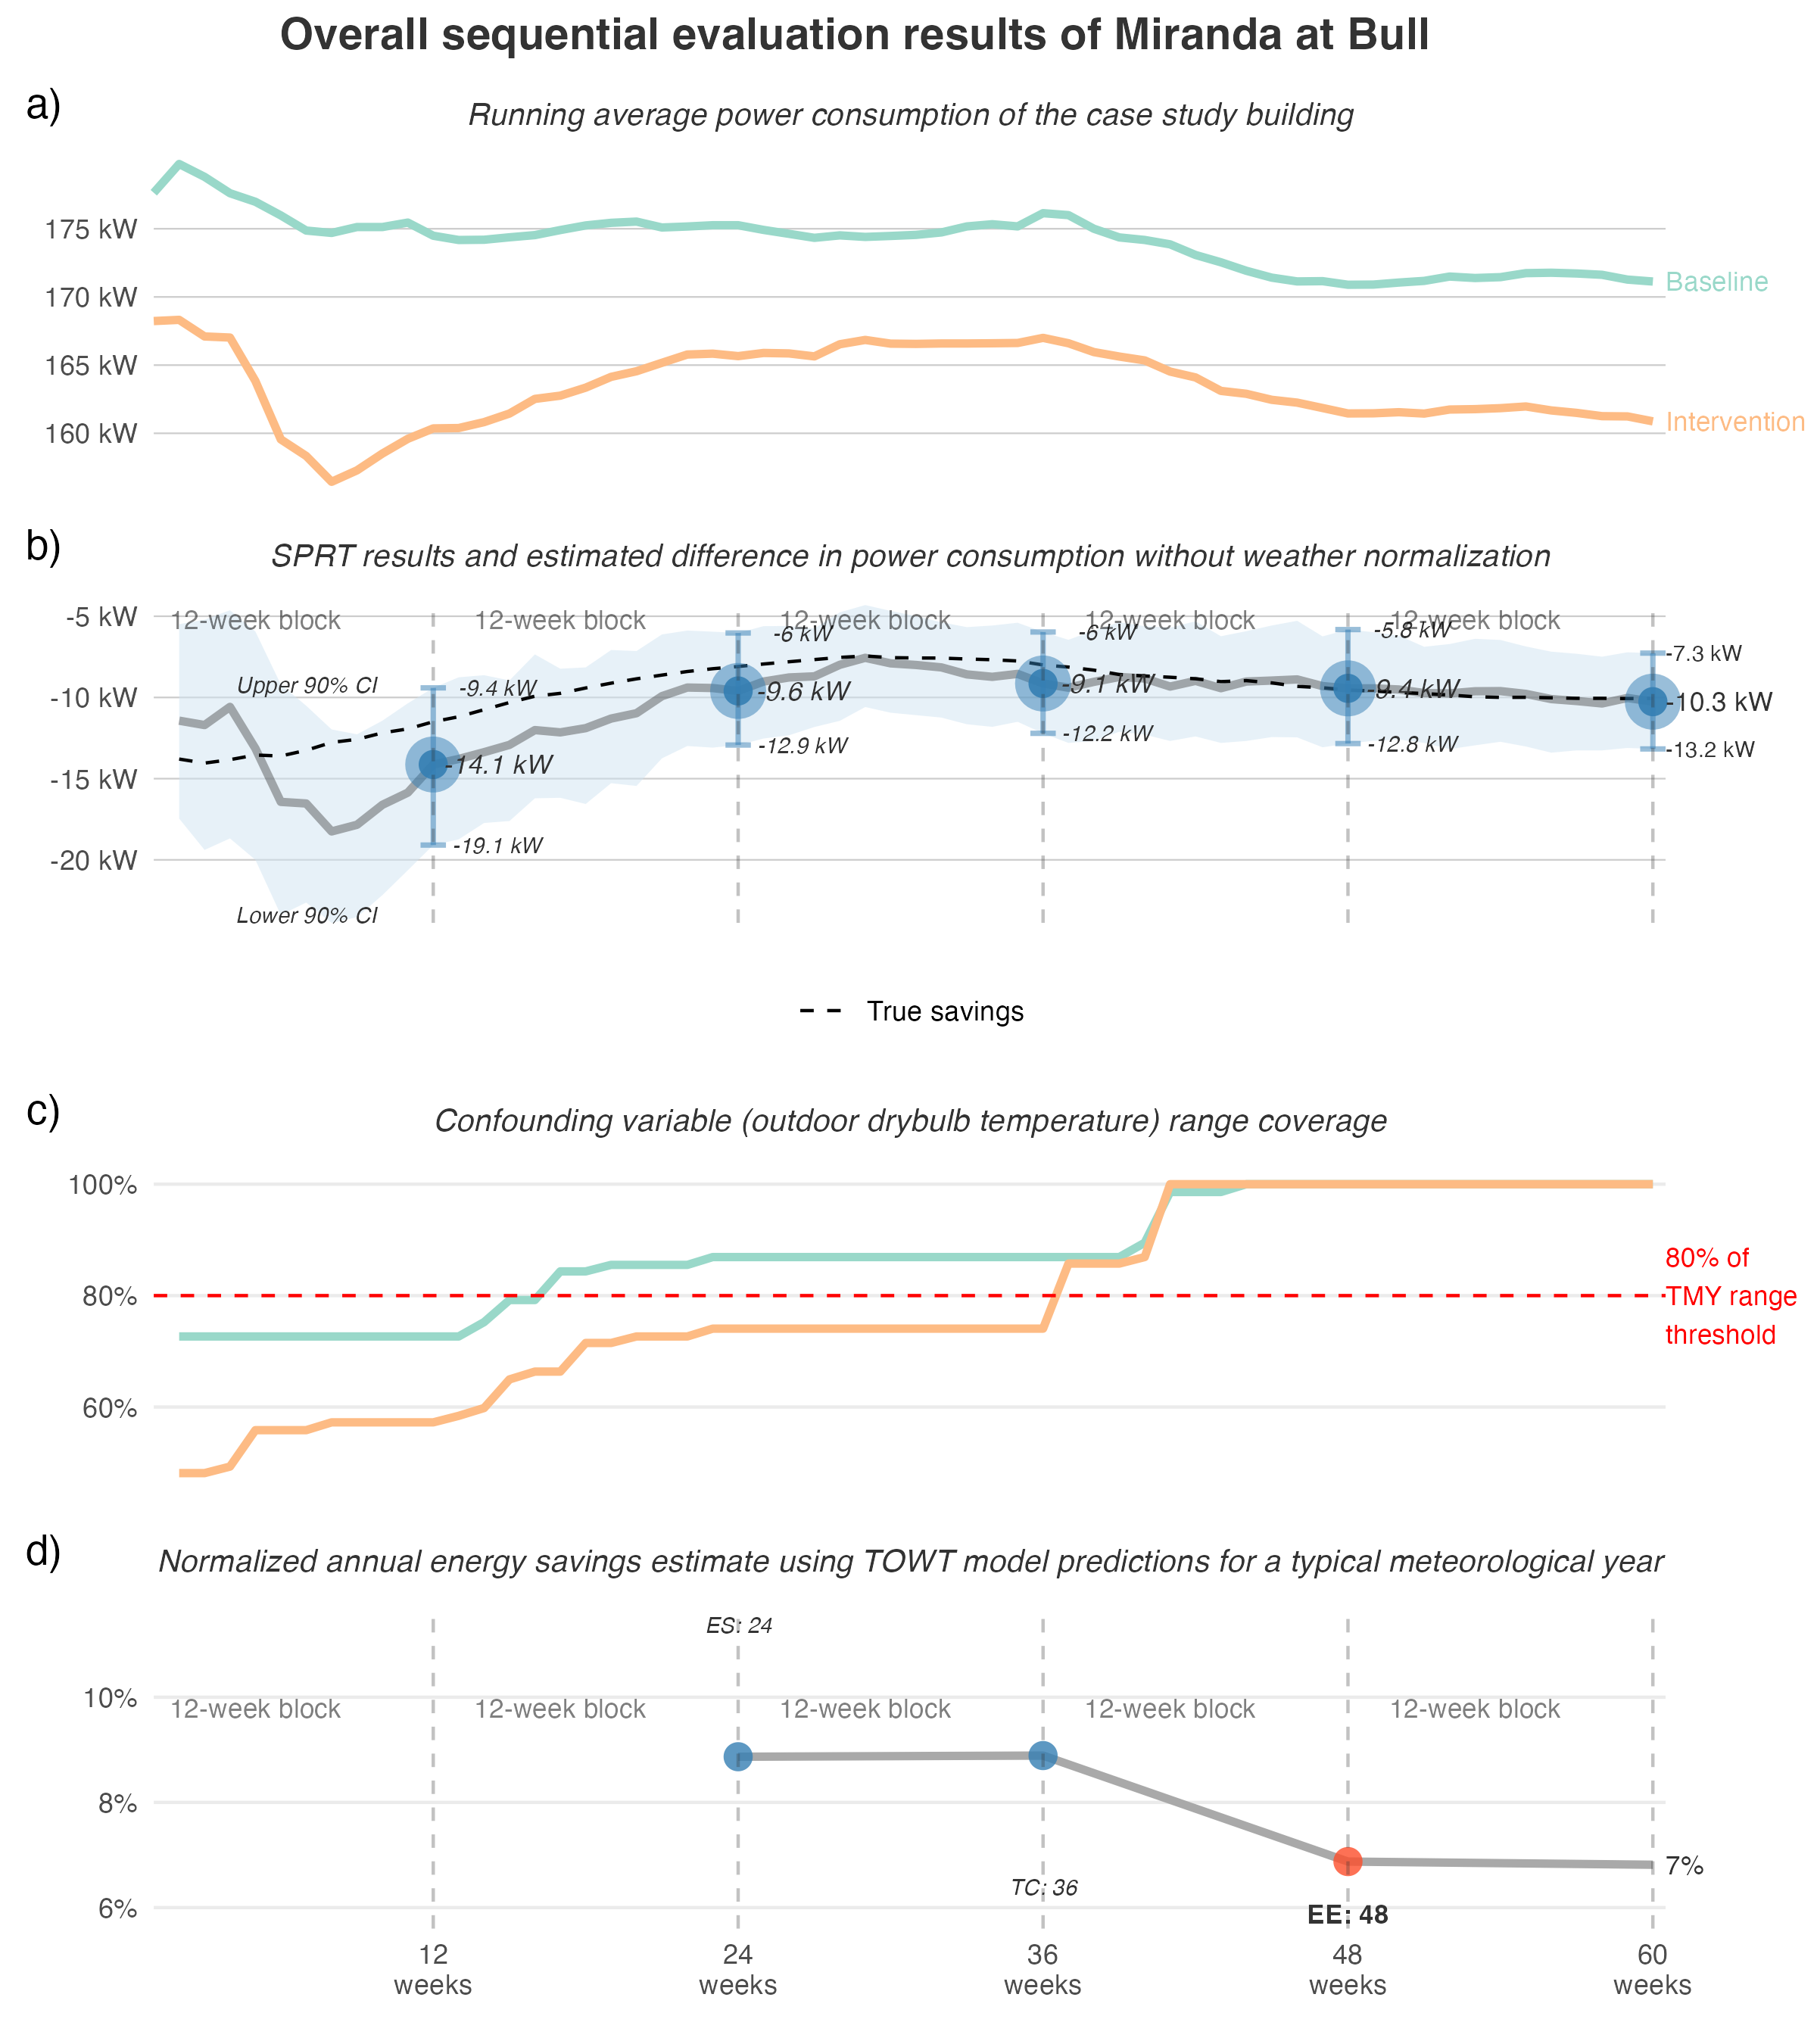 Overall sequential evaluation results of Miranda at Bull
a)
Running average power consumption of the case study building
175 kW
170 kW
165 kW
160 kW
Baseline
Intervention
b)
SPRT results and estimated difference in power consumption without weather normalization
-5 kW
-10 kW
-15 kW
-20 kW
12-week block
12-week block
12-week block
12-week block
12-week block
Upper 90% CI
Lower 90% CI
-9.4 kW
-14.1 kW
-19.1 kW
-6 kW
-9.6 kW
-12.9 kW
-6 kW
-9.1 kW
-12.2 kW
-5.8 kW
-9.4 kW
-12.8 kW
-7.3 kW
-10.3 kW
-13.2 kW
True savings
c)
Confounding variable (outdoor drybulb temperature) range coverage
100%
80%
60%
80% of
TMY range
threshold
d)
Normalized annual energy savings estimate using TOWT model predictions for a typical meteorological year
ES: 24
10%
8%
6%
12-week block
12-week block
12-week block
12-week block
12-week block
7%
TC: 36
EE: 48
12
weeks
24
weeks
36
weeks
48
weeks
60
weeks